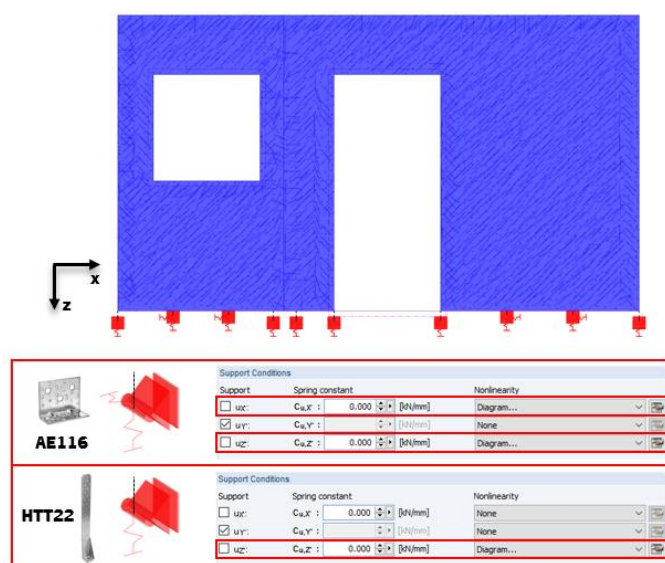 x
z
Support Conditions
Support Spring constant Nonlinearity
uX': Cu,X' : 0.000 [kN/mm] Diagram...
uY': Cu,Y' : [kN/mm] None
uZ': Cu,Z' : 0.000 [kN/mm] Diagram...
AE116
Support Conditions
Support Spring constant Nonlinearity
uX': Cu,X' : 0.000 [kN/mm] None
uY': Cu,Y' : [kN/mm] None
uZ': Cu,Z' : 0.000 [kN/mm] Diagram...
HTT22